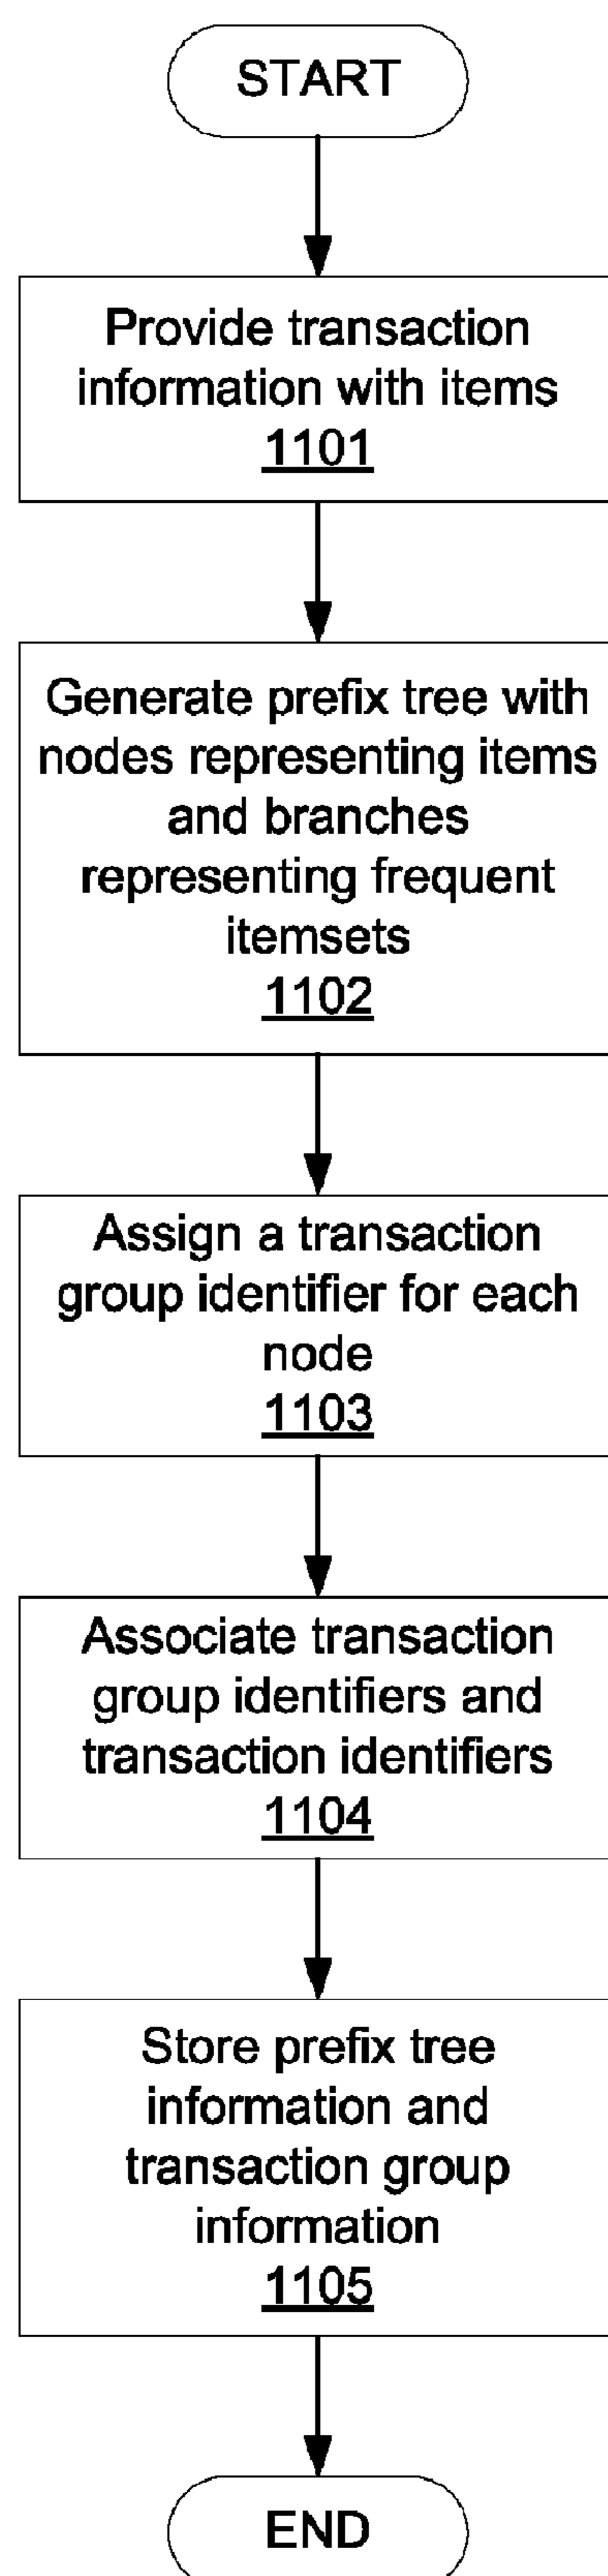 START
Provide transaction
information with items
1101
Generate prefix tree with
nodes representing items
and branches
representing frequent
itemsets
1102
Assign a transaction
group identifier for each
node
1103
Associate transaction
group identifiers and
transaction identifiers
1104
Store prefix tree
information and
transaction group
information
1105
END